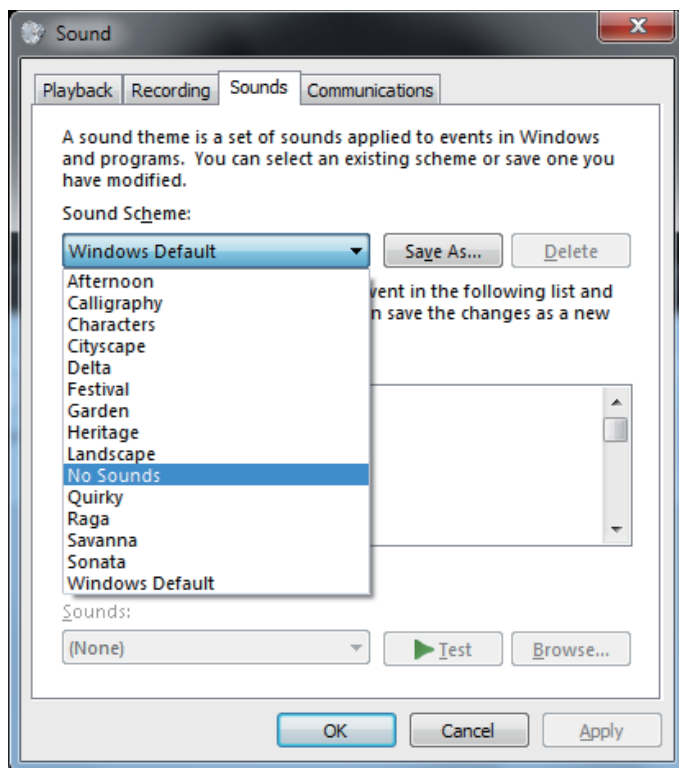 Sound
Playback Recording Sounds Communications
A sound theme is a set of sounds applied to events in Windows
and programs. You can select an existing scheme or save one you
have modified.
Sound Scheme:
Windows Default
Save As... Delete
Afternoon
Calligraphy
Characters
Cityscape
Delta
Festival
Garden
Heritage
Landscape
No Sounds
Quirky
Raga
Savanna
Sonata
Windows Default
vent in the following list and
n save the changes as a new
Sounds:
(None) Test Browse...
OK Cancel Apply